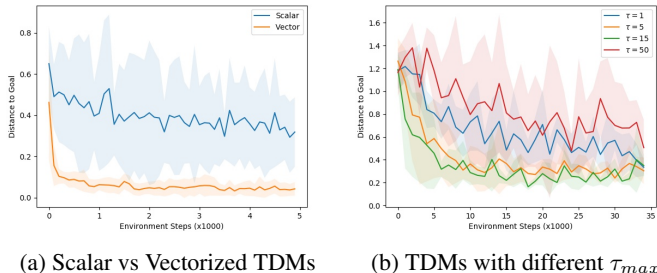 Scalar
Vector
0.8
0.6
0.4
0.2
0.0
Distance to Goal
0 1 2 3 4 5
Environment Steps (x1000)
(a) Scalar vs Vectorized TDMs
τ = 1
τ = 5
τ = 15
τ = 50
1.6
1.4
1.2
1.0
0.8
0.6
0.4
0.2
0.0
Distance to Goal
0 5 10 15 20 25 30 35
Environment Steps (x1000)
(b) TDMs with different τmax